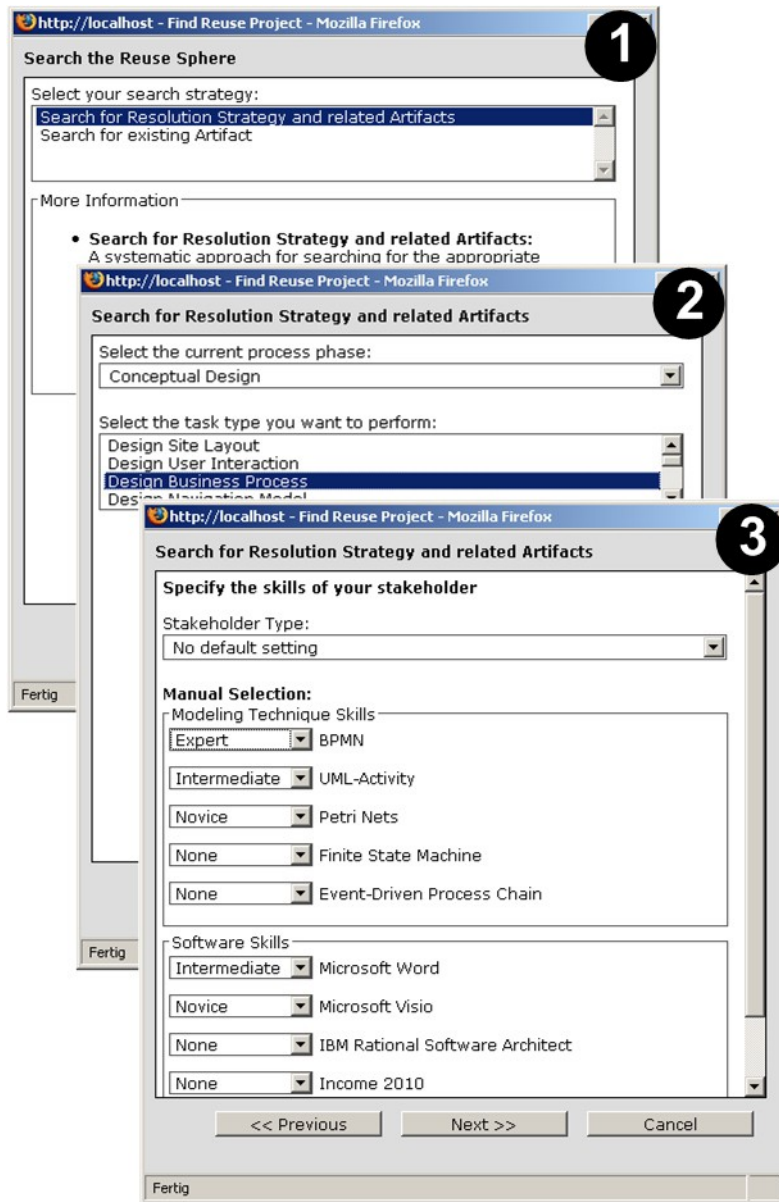 http://localhost - Find Reuse Project - Mozilla Firefox
1
Search the Reuse Sphere
Select your search strategy:
Search for Resolution Strategy and related Artifacts
Search for existing Artifact
More Information
• Search for Resolution Strategy and related Artifacts:
A systematic approach for searching for the appropriate
Fertig
http://localhost - Find Reuse Project - Mozilla Firefox
2
Search for Resolution Strategy and related Artifacts
Select the current process phase:
Conceptual Design
Select the task type you want to perform:
Design Site Layout
Design User Interaction
Design Business Process
Design Navigation Model
Fertig
http://localhost - Find Reuse Project - Mozilla Firefox
3
Search for Resolution Strategy and related Artifacts
Specify the skills of your stakeholder
Stakeholder Type:
No default setting
Manual Selection:
Modeling Technique Skills
Expert BPMN
Intermediate UML-Activity
Novice Petri Nets
None Finite State Machine
None Event-Driven Process Chain
Software Skills
Intermediate Microsoft Word
Novice Microsoft Visio
None IBM Rational Software Architect
None Income 2010
<< Previous Next >> Cancel
Fertig